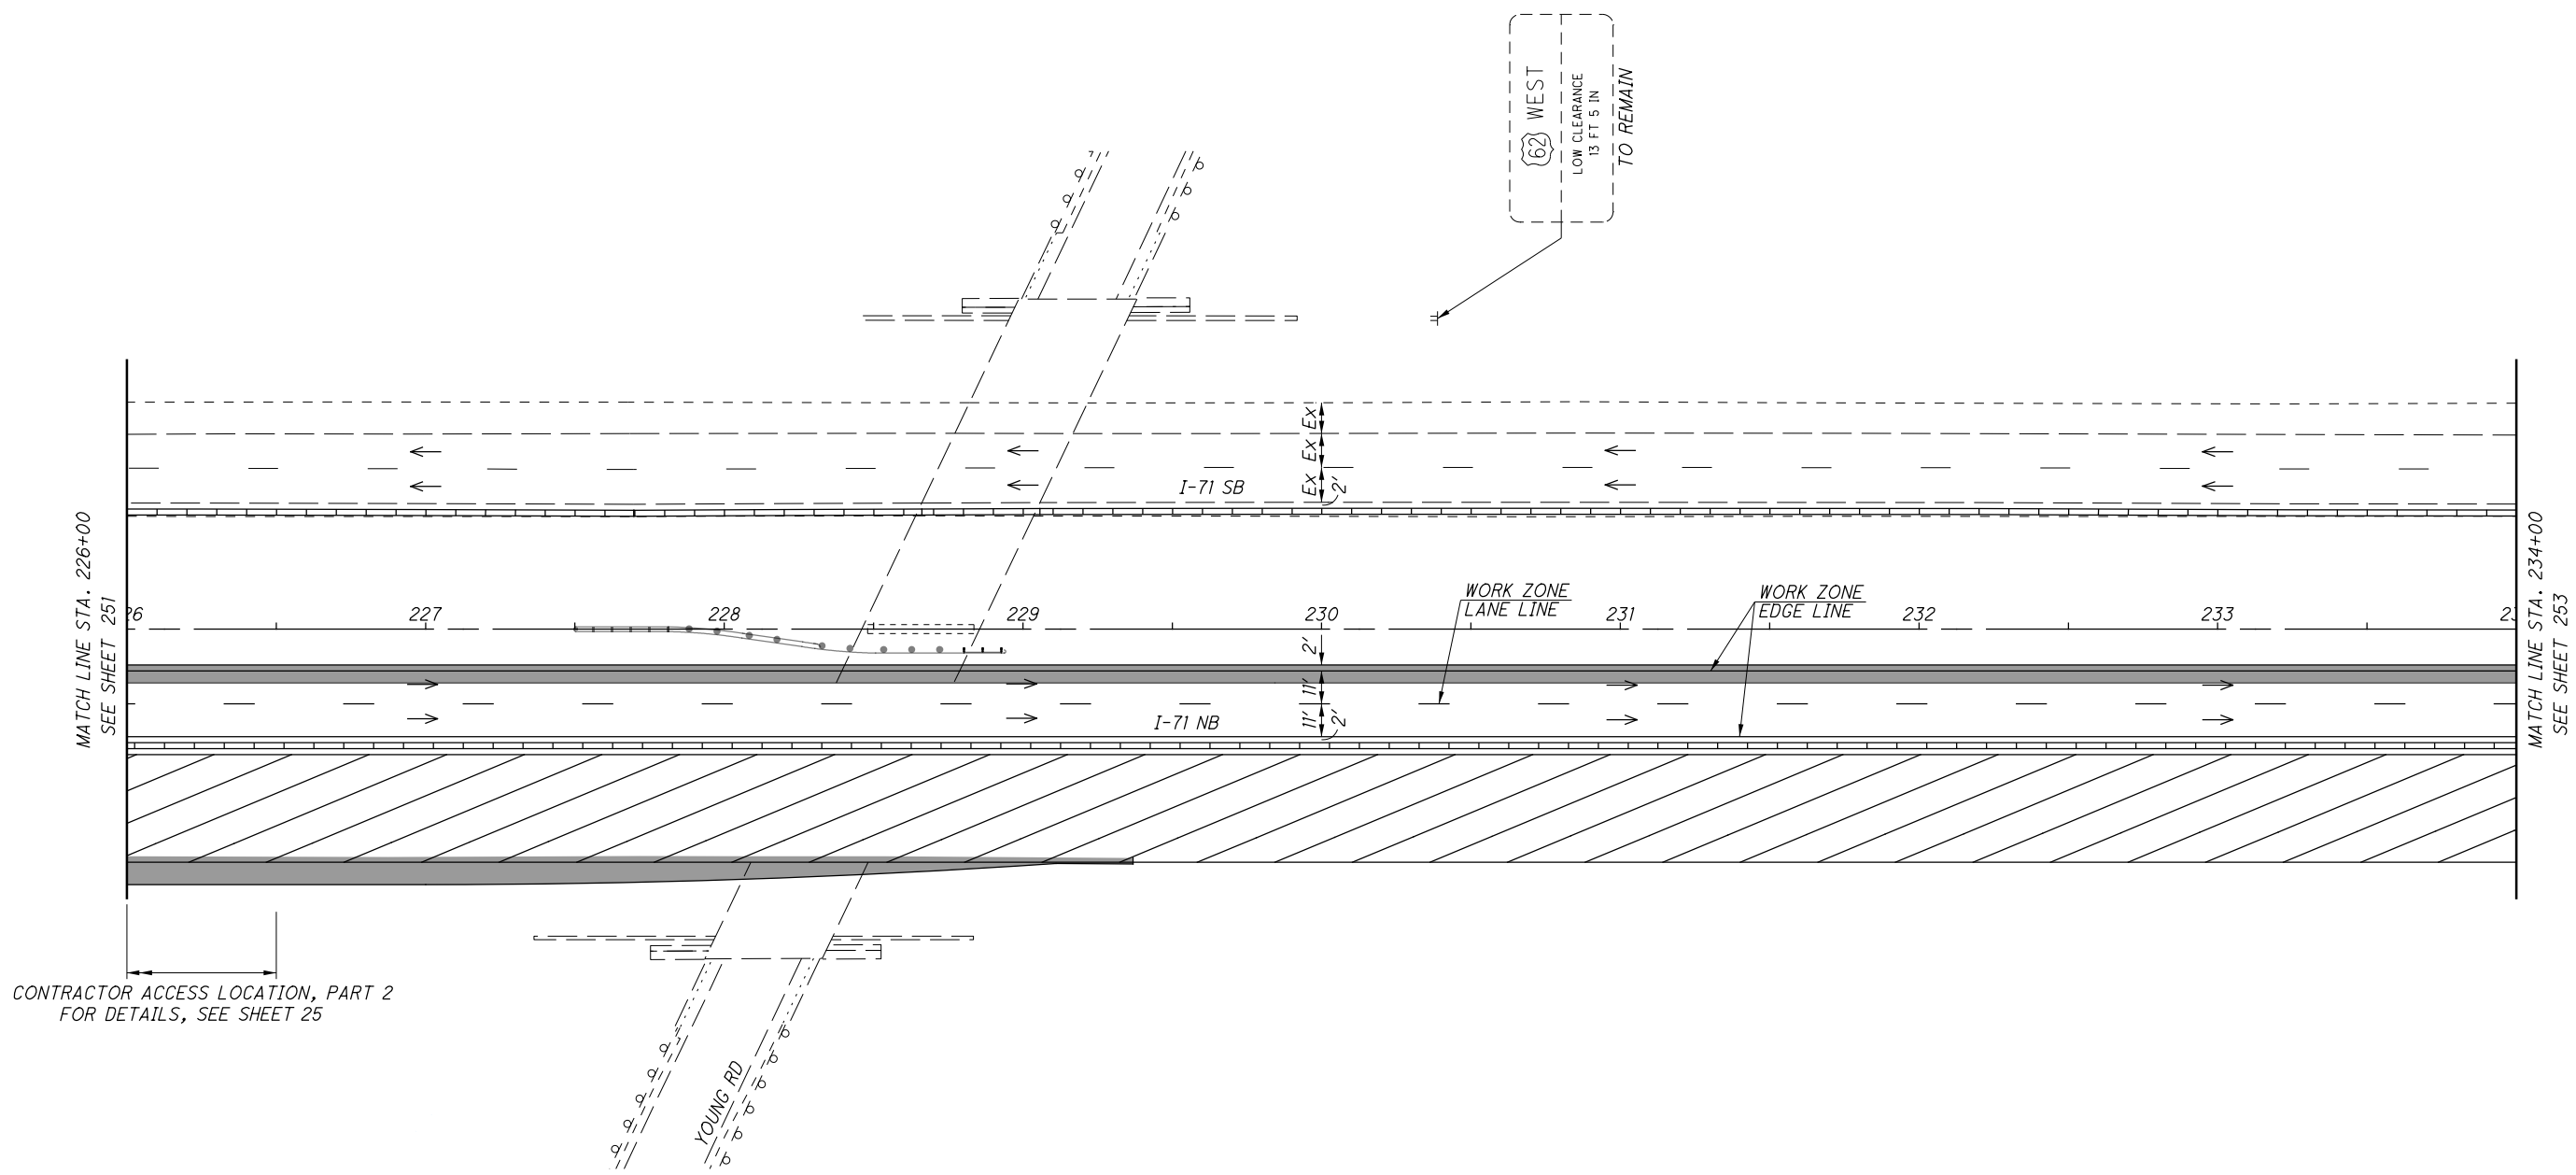 62 WEST
LOW CLEARANCE
13 FT 5 IN
TO REMAIN
Ex
Ex
Ex
2'
I-71 SB
MATCH LINE STA. 226+00
SEE SHEET 251
MATCH LINE STA. 234+00
SEE SHEET 253
WORK ZONE
LANE LINE
WORK ZONE
EDGE LINE
26 227 228 229 230 231 232 233 23
2'
11'
11'
2'
I-71 NB
CONTRACTOR ACCESS LOCATION, PART 2
FOR DETAILS, SEE SHEET 25
YOUNG RD